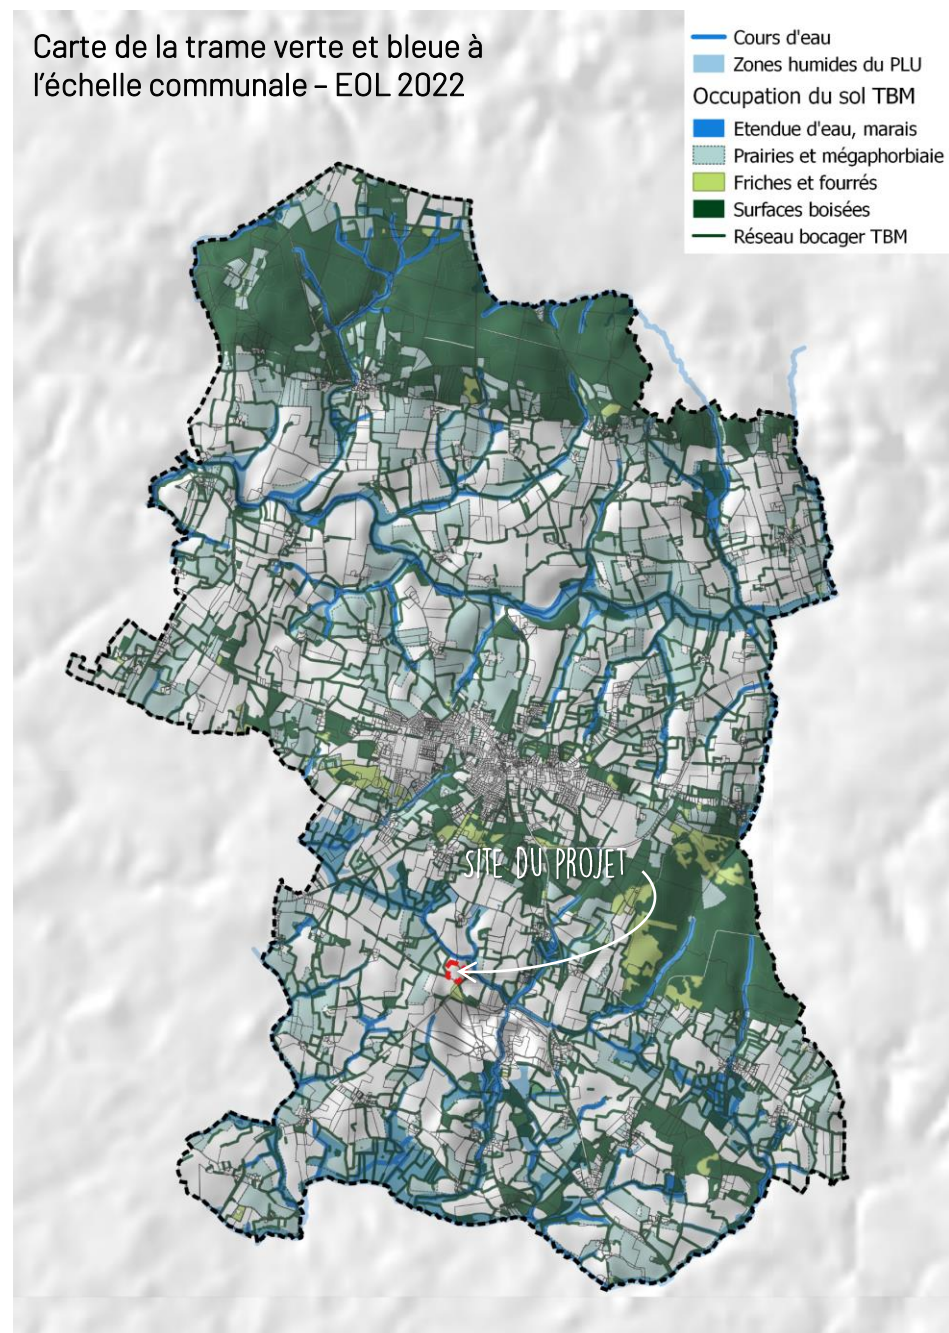 Carte de la trame verte et bleue à
l'échelle communale – EOL 2022
Cours d'eau
Zones humides du PLU
Occupation du sol TBM
Etendue d'eau, marais
Prairies et mégaphorbiaie
Friches et fourrés
Surfaces boisées
Réseau bocager TBM
SITE DU PROJET